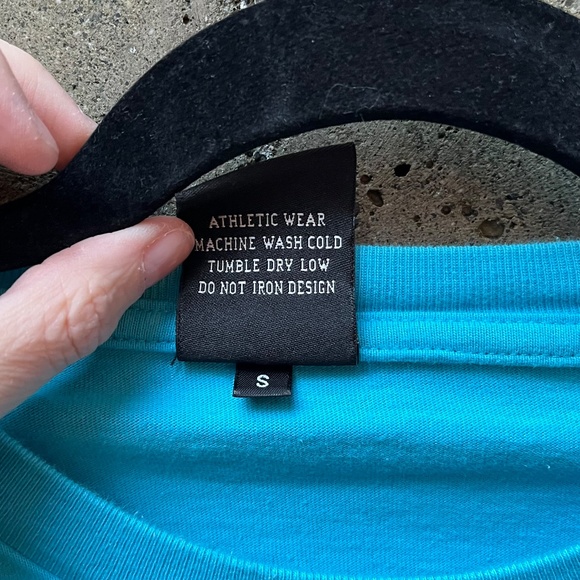 ATHLETIC WEAR
MACHINE WASH COLD
TUMBLE DRY LOW
DO NOT IRON DESIGN
S